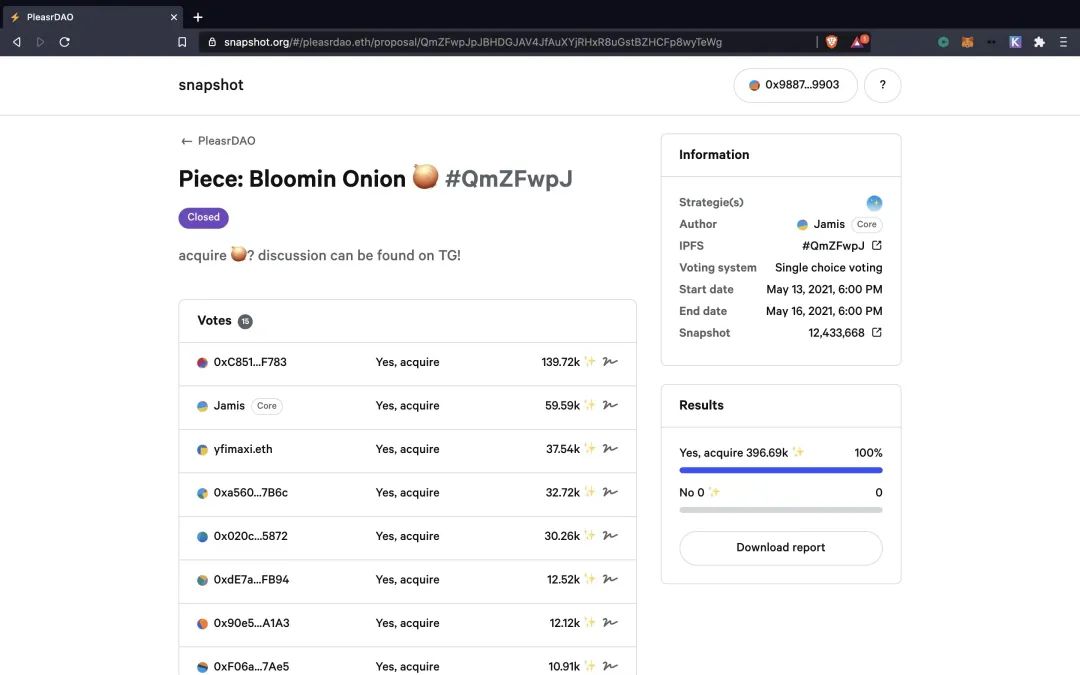 PleasrDAO
snapshot.org/#/pleasrdao.eth/proposal/QmZFwpJpJBHDGJAV4JfAuXYjRHxR8uGstBZHCFp8wyTeWg
snapshot
0x9887...9903
?
← PleasrDAO
Piece: Bloomin Onion 🧅 #QmZFwpJ
Closed
acquire 🧅? discussion can be found on TG!
Votes 15
0xC851...F783 Yes, acquire 139.72k ✨
Jamis Core Yes, acquire 59.59k ✨
yfimaxi.eth Yes, acquire 37.54k ✨
0xa560...7B6c Yes, acquire 32.72k ✨
0x020c...5872 Yes, acquire 30.26k ✨
0xdE7a...FB94 Yes, acquire 12.52k ✨
0x90e5...A1A3 Yes, acquire 12.12k ✨
0xF06a...7Ae5 Yes, acquire 10.91k ✨
Information
Strategie(s)
Author Jamis Core
IPFS #QmZFwpJ
Voting system Single choice voting
Start date May 13, 2021, 6:00 PM
End date May 16, 2021, 6:00 PM
Snapshot 12,433,668
Results
Yes, acquire 396.69k ✨ 100%
No 0 ✨ 0
Download report